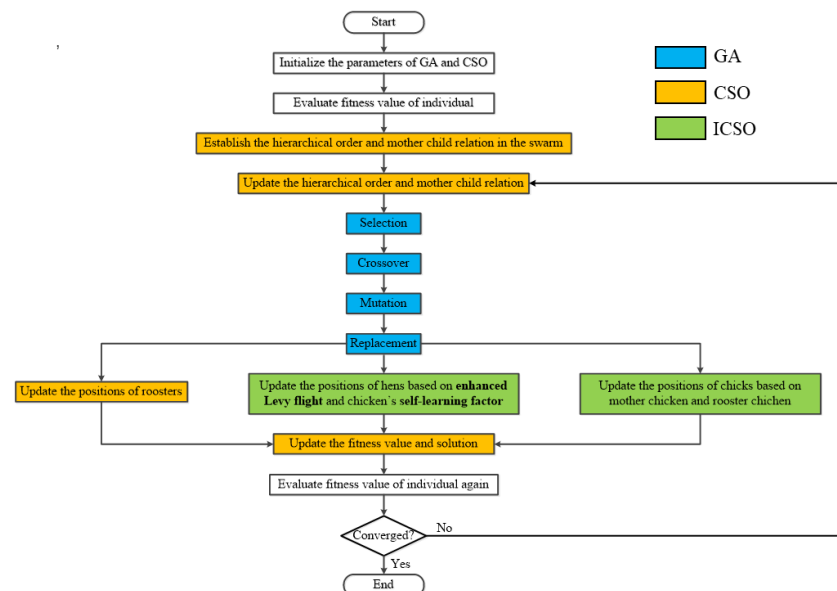 Start
,
Initialize the parameters of GA and CSO
GA
Evaluate fitness value of individual
CSO
Establish the hierarchical order and mother child relation in the swarm
ICSO
Update the hierarchical order and mother child relation
Selection
Crossover
Mutation
Replacement
Update the positions of roosters
Update the positions of hens based on enhanced
Levy flight and chicken's self-learning factor
Update the positions of chicks based on
mother chicken and rooster chichen
Update the fitness value and solution
Evaluate fitness value of individual again
Converged?
No
Yes
End